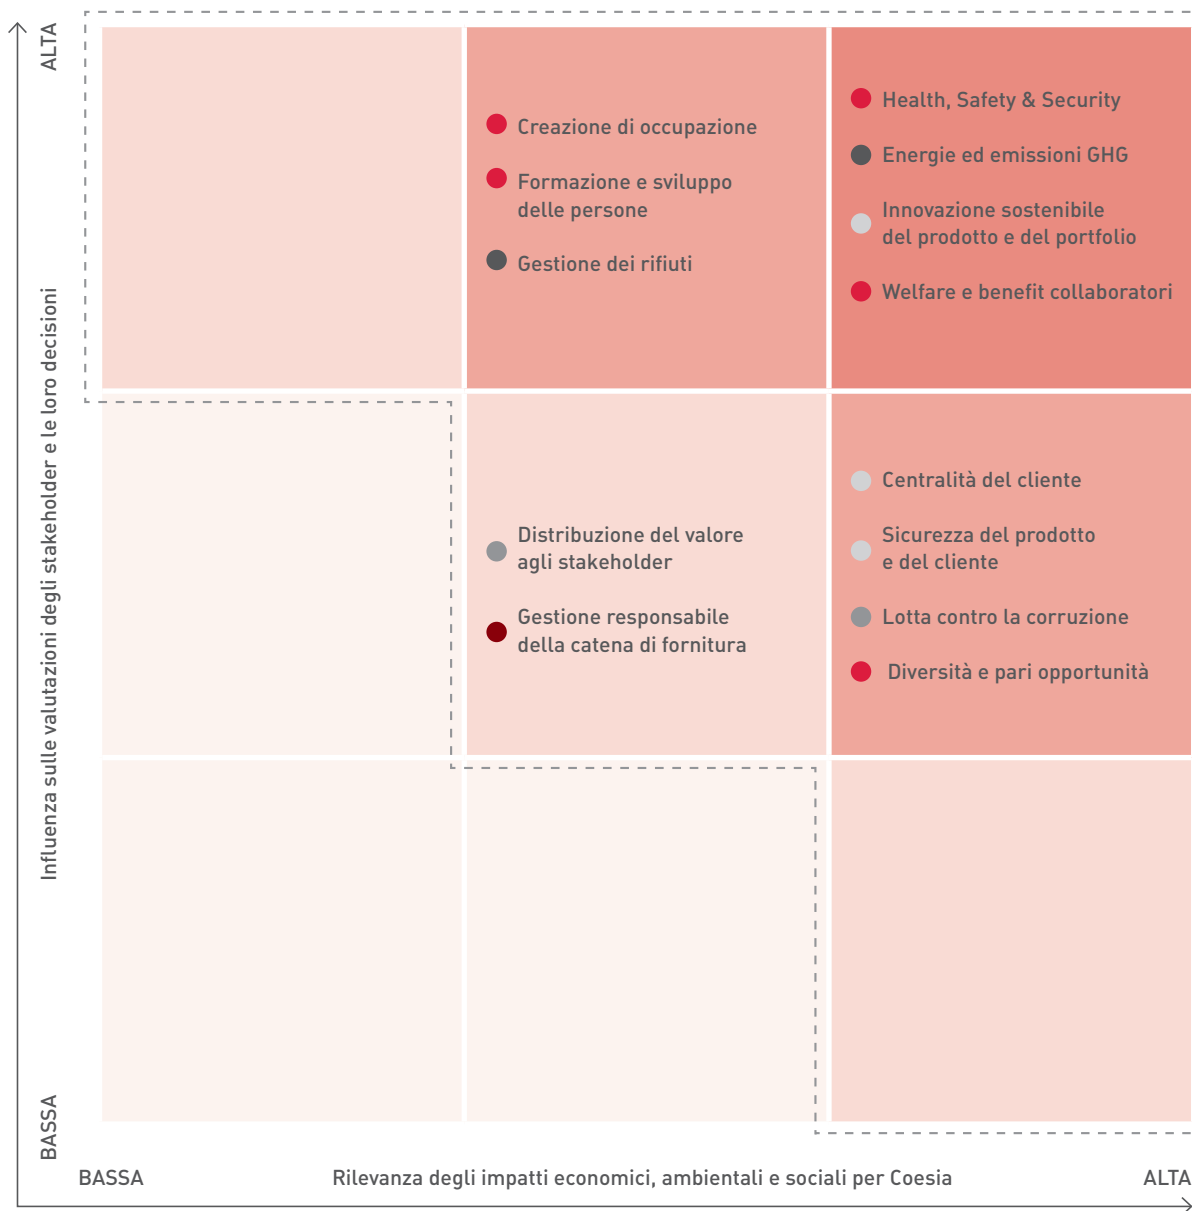 ALTA
Influenza sulle valutazioni degli stakeholder e le loro decisioni
BASSA
Creazione di occupazione
Formazione e sviluppo
delle persone
Gestione dei rifiuti
Health, Safety & Security
Energie ed emissioni GHG
Innovazione sostenibile
del prodotto e del portfolio
Welfare e benefit collaboratori
Distribuzione del valore
agli stakeholder
Gestione responsabile
della catena di fornitura
Centralità del cliente
Sicurezza del prodotto
e del cliente
Lotta contro la corruzione
Diversità e pari opportunità
BASSA
Rilevanza degli impatti economici, ambientali e sociali per Coesia
ALTA